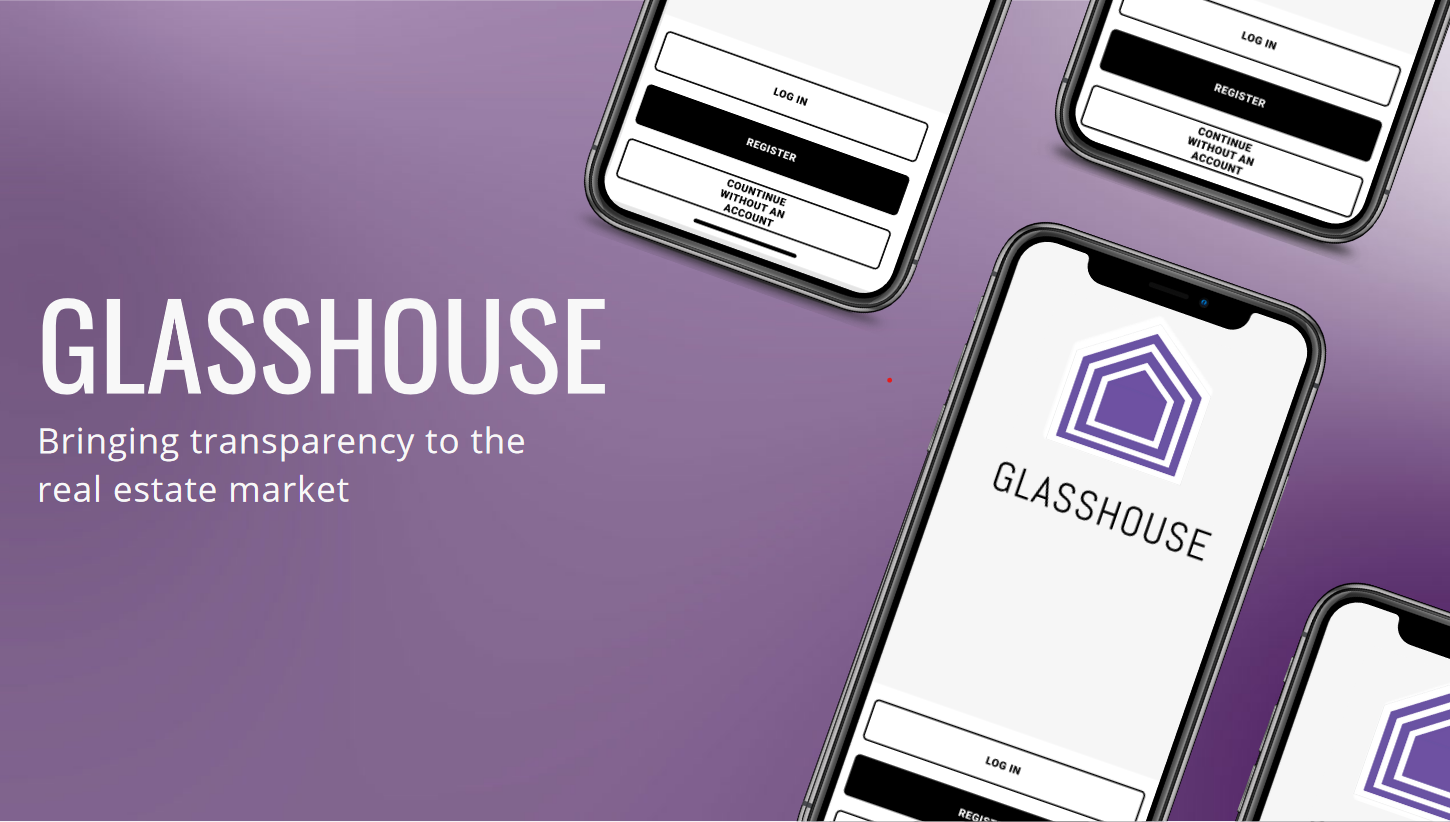 GLASSHOUSE
Bringing transparency to the
real estate market
LOG IN
REGISTER
COUNTINUE
WITHOUT AN
ACCOUNT
LOG IN
REGISTER
CONTINUE
WITHOUT AN
ACCOUNT
GLASSHOUSE
LOG IN